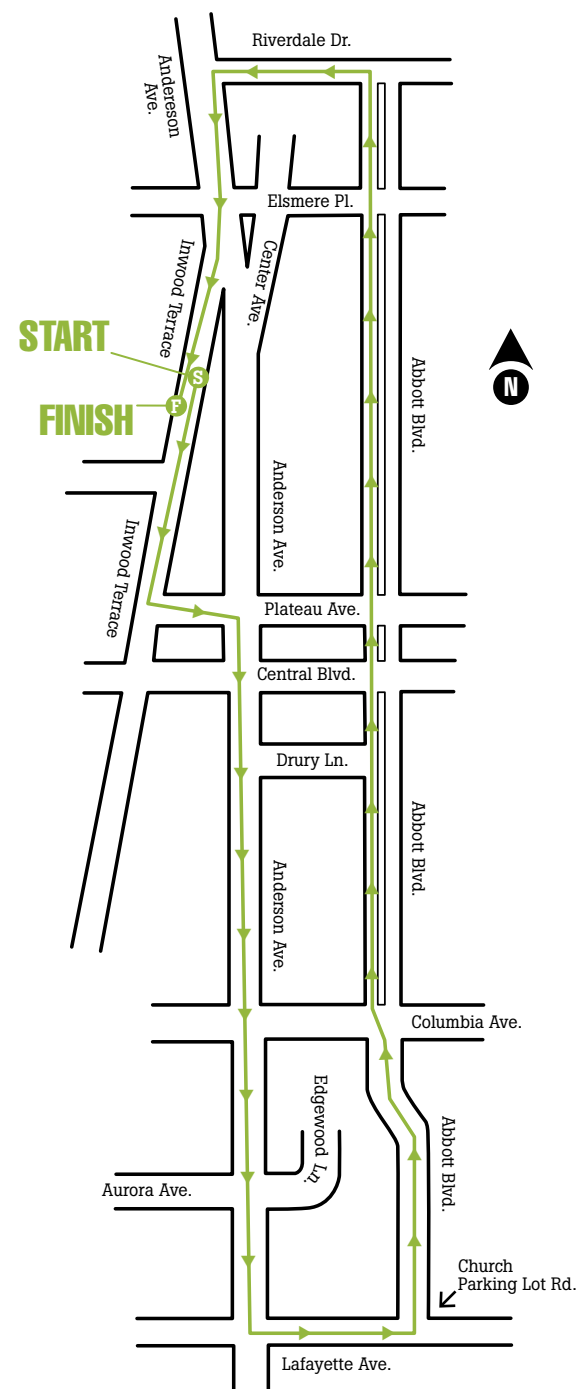 Riverdale Dr.
Andereson
Ave.
Elsmere Pl.
Inwood Terrace
Center Ave.
START
S
F
FINISH
N
Abbott Blvd.
Anderson Ave.
Inwood Terrace
Plateau Ave.
Central Blvd.
Drury Ln.
Abbott Blvd.
Anderson Ave.
Columbia Ave.
Edgewood Ln.
Abbott Blvd.
Aurora Ave.
Church
Parking Lot Rd.
Lafayette Ave.